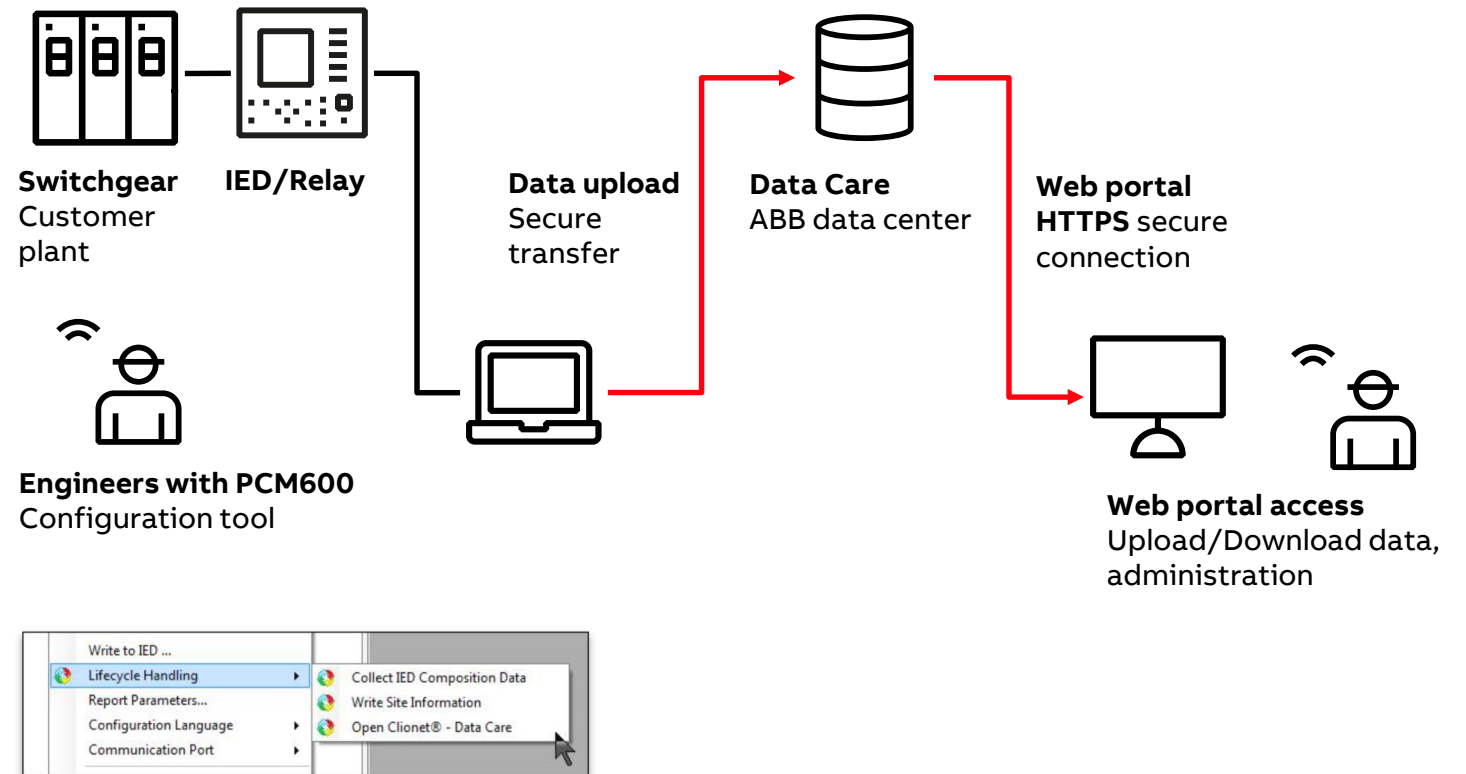 Switchgear
Customer
plant
IED/Relay
Data upload
Secure
transfer
Data Care
ABB data center
Web portal
HTTPS secure
connection
Engineers with PCM600
Configuration tool
Web portal access
Upload/Download data,
administration
Write to IED ...
Lifecycle Handling
Report Parameters...
Configuration Language
Communication Port
Collect IED Composition Data
Write Site Information
Open Clionet® - Data Care